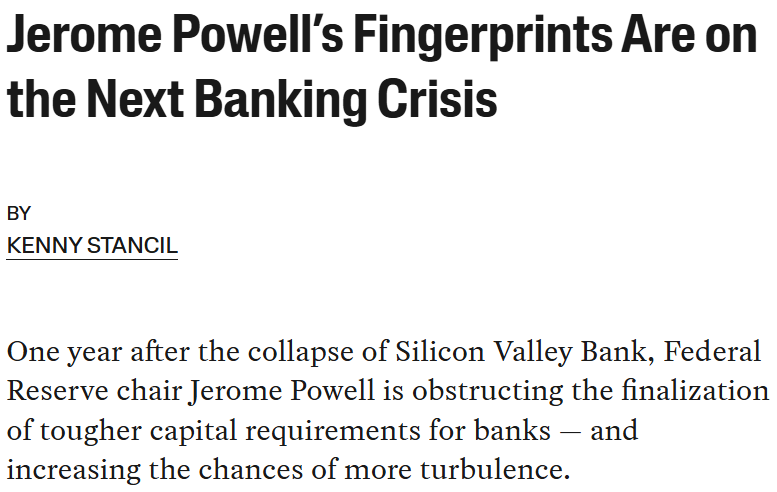 Jerome Powell’s Fingerprints Are on
the Next Banking Crisis
BY
KENNY STANCIL
One year after the collapse of Silicon Valley Bank, Federal
Reserve chair Jerome Powell is obstructing the finalization
of tougher capital requirements for banks — and
increasing the chances of more turbulence.